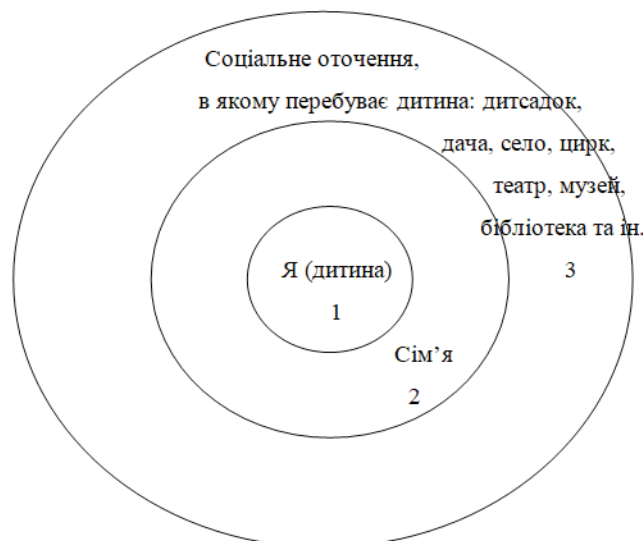 Соціальне оточення,
в якому перебуває дитина: дитсадок,
дача, село, цирк,
театр, музей,
бібліотека та ін.
3
Я (дитина)
1
Сім’я
2